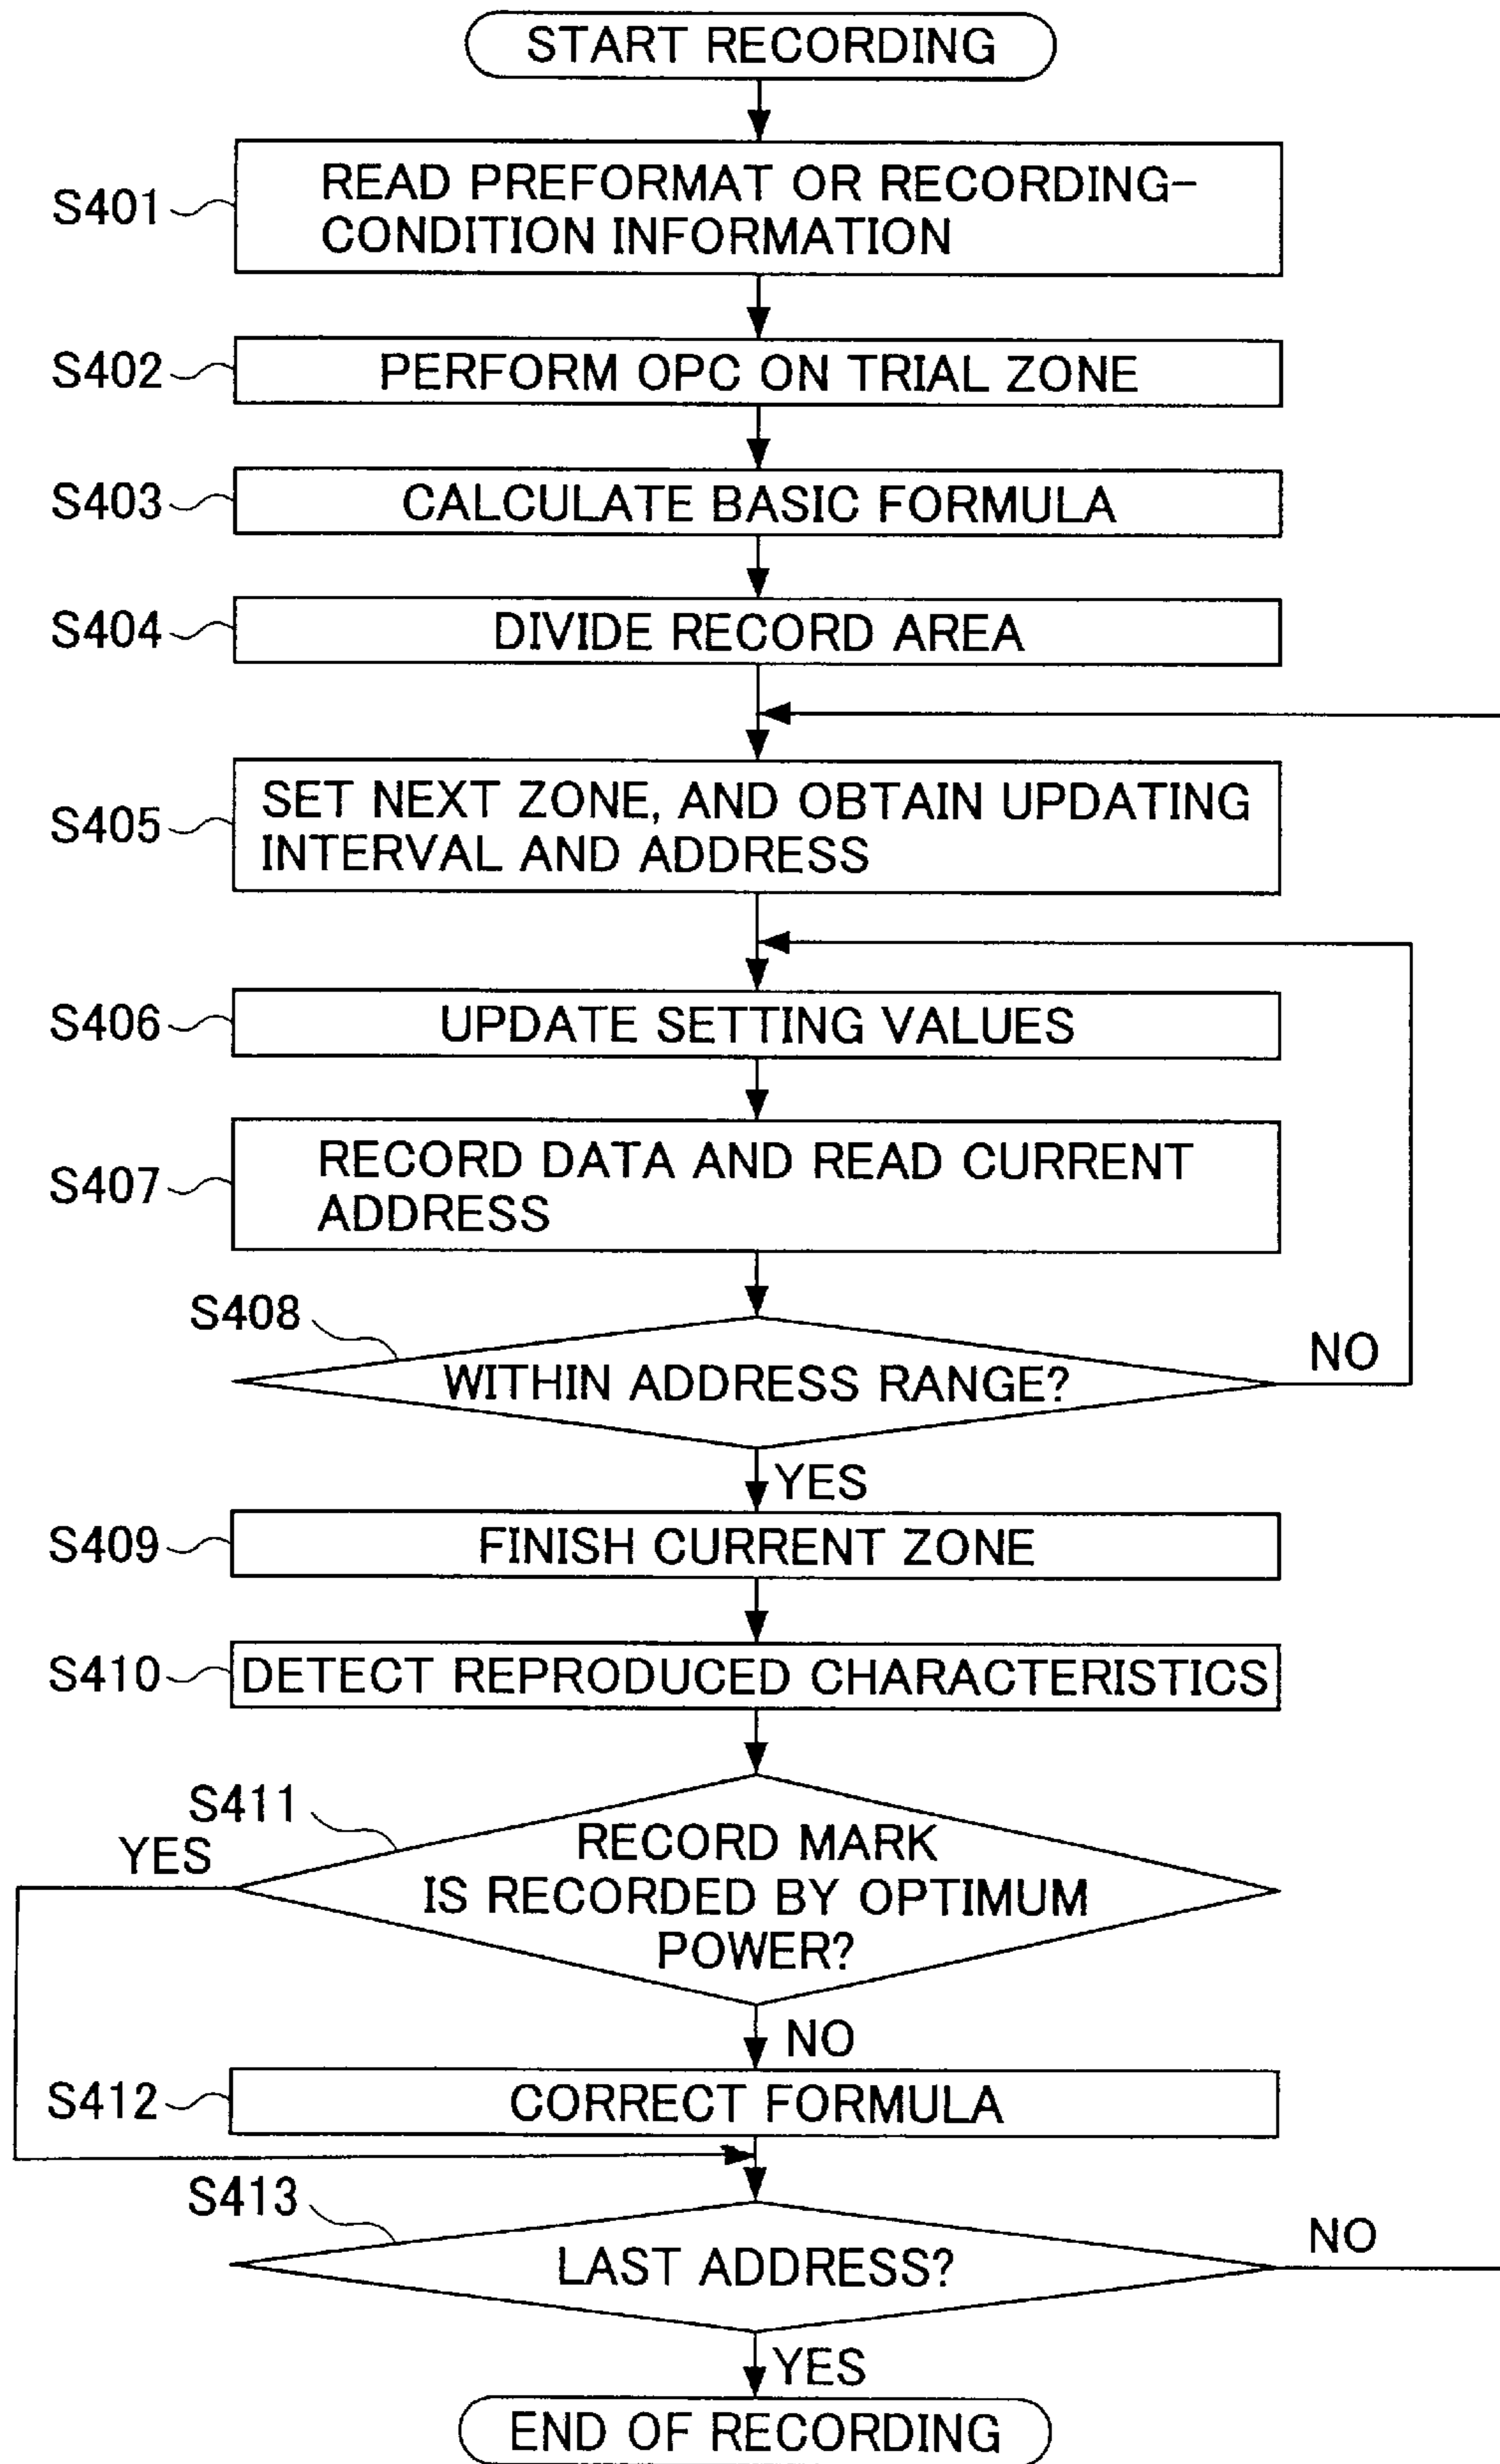 START RECORDING
S401
READ PREFORMAT OR RECORDING-
CONDITION INFORMATION
S402
PERFORM OPC ON TRIAL ZONE
S403
CALCULATE BASIC FORMULA
S404
DIVIDE RECORD AREA
S405
SET NEXT ZONE, AND OBTAIN UPDATING
INTERVAL AND ADDRESS
S406
UPDATE SETTING VALUES
S407
RECORD DATA AND READ CURRENT
ADDRESS
S408
WITHIN ADDRESS RANGE?
NO
YES
S409
FINISH CURRENT ZONE
S410
DETECT REPRODUCED CHARACTERISTICS
S411
YES
RECORD MARK
IS RECORDED BY OPTIMUM
POWER?
NO
S412
CORRECT FORMULA
S413
LAST ADDRESS?
NO
YES
END OF RECORDING